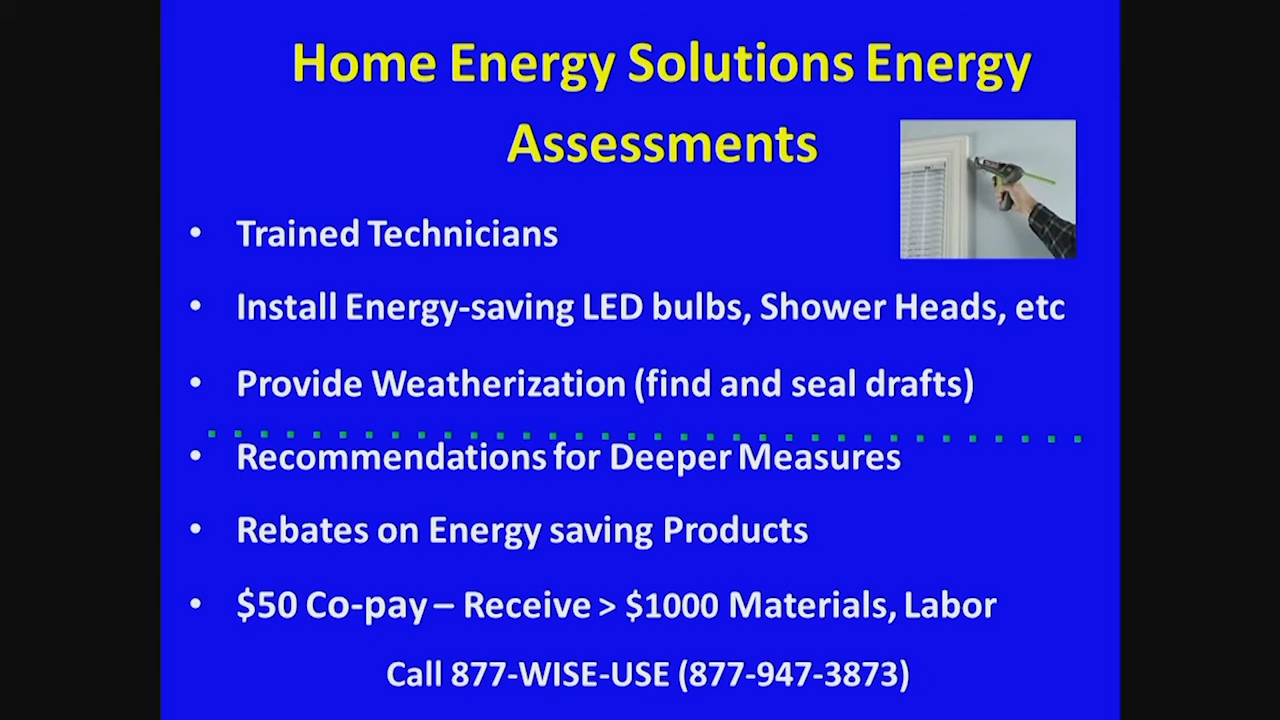 Home Energy Solutions Energy
Assessments
• Trained Technicians
• Install Energy-saving LED bulbs, Shower Heads, etc
• Provide Weatherization (find and seal drafts)
• Recommendations for Deeper Measures
• Rebates on Energy saving Products
• $50 Co-pay – Receive > $1000 Materials, Labor
Call 877-WISE-USE (877-947-3873)